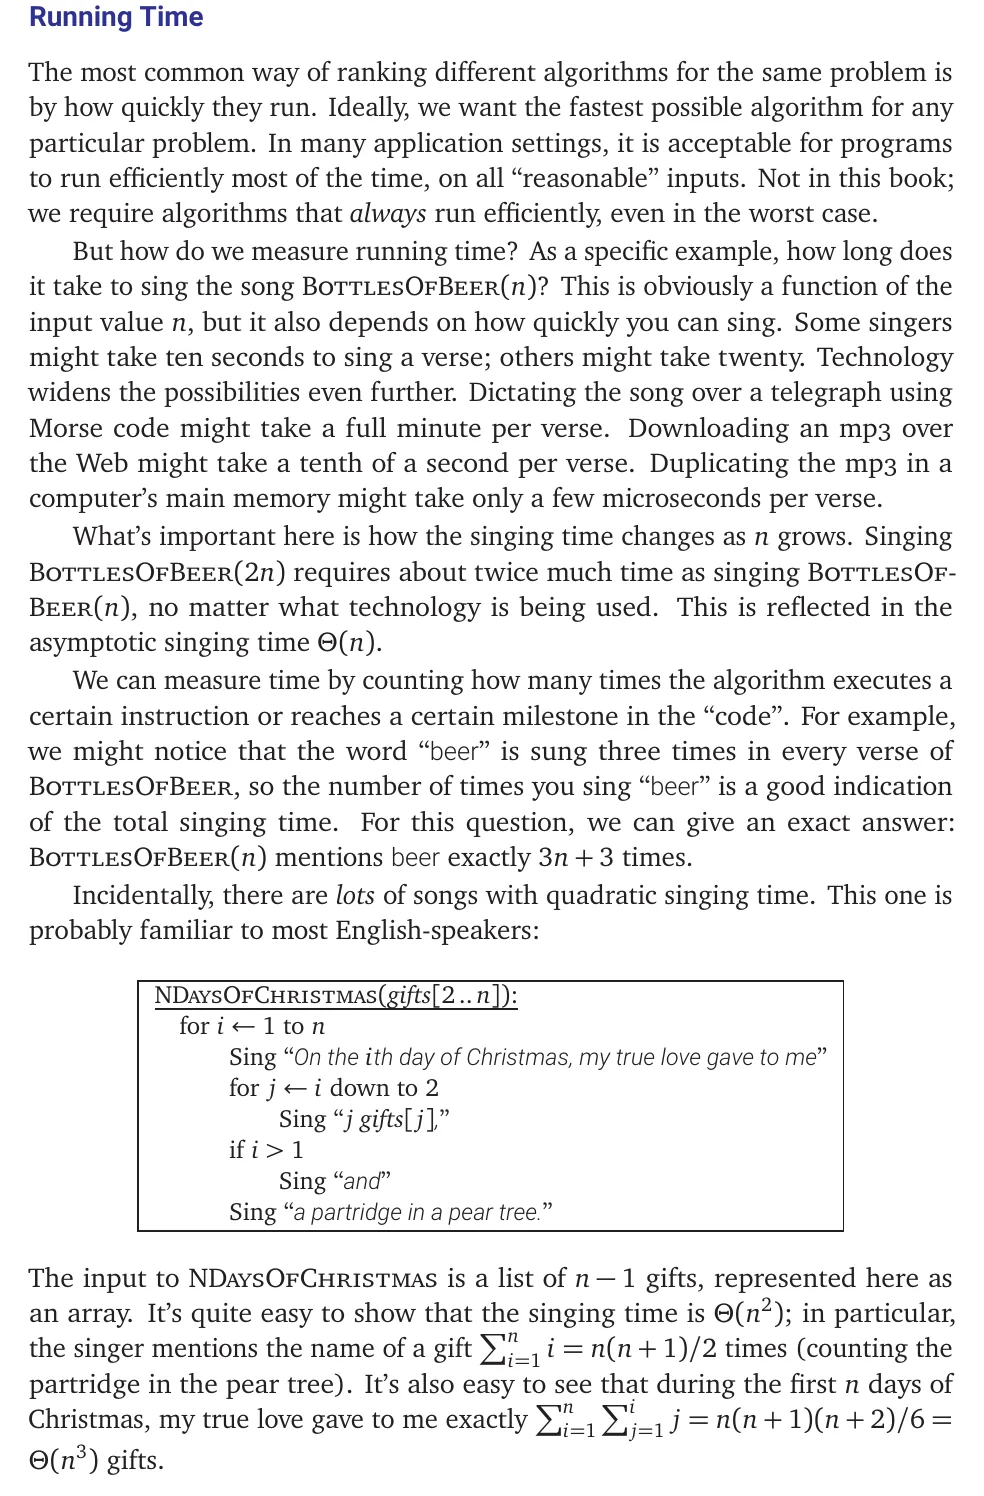 Running Time
The most common way of ranking different algorithms for the same problem is
by how quickly they run. Ideally, we want the fastest possible algorithm for any
particular problem. In many application settings, it is acceptable for programs
to run efficiently most of the time, on all “reasonable” inputs. Not in this book;
we require algorithms that always run efficiently, even in the worst case.
But how do we measure running time? As a specific example, how long does
it take to sing the song BottlesOfBeer(n)? This is obviously a function of the
input value n, but it also depends on how quickly you can sing. Some singers
might take ten seconds to sing a verse; others might take twenty. Technology
widens the possibilities even further. Dictating the song over a telegraph using
Morse code might take a full minute per verse. Downloading an mp3 over
the Web might take a tenth of a second per verse. Duplicating the mp3 in a
computer’s main memory might take only a few microseconds per verse.
What’s important here is how the singing time changes as n grows. Singing
BottlesOfBeer(2n) requires about twice much time as singing BottlesOf-
Beer(n), no matter what technology is being used. This is reflected in the
asymptotic singing time Θ(n).
We can measure time by counting how many times the algorithm executes a
certain instruction or reaches a certain milestone in the “code”. For example,
we might notice that the word “beer” is sung three times in every verse of
BottlesOfBeer, so the number of times you sing “beer” is a good indication
of the total singing time. For this question, we can give an exact answer:
BottlesOfBeer(n) mentions beer exactly 3n + 3 times.
Incidentally, there are lots of songs with quadratic singing time. This one is
probably familiar to most English-speakers:
NDaysOfChristmas(gifts[2 .. n]):
for i ← 1 to n
Sing “On the ith day of Christmas, my true love gave to me”
for j ← i down to 2
Sing “j gifts[j],”
if i > 1
Sing “and”
Sing “a partridge in a pear tree.”
The input to NDaysOfChristmas is a list of n − 1 gifts, represented here as
an array. It’s quite easy to show that the singing time is Θ(n²); in particular,
the singer mentions the name of a gift ∑ⁿᵢ₌₁ i = n(n + 1)/2 times (counting the
partridge in the pear tree). It’s also easy to see that during the first n days of
Christmas, my true love gave to me exactly ∑ⁿᵢ₌₁ ∑ⁱⱼ₌₁ j = n(n + 1)(n + 2)/6 =
Θ(n³) gifts.